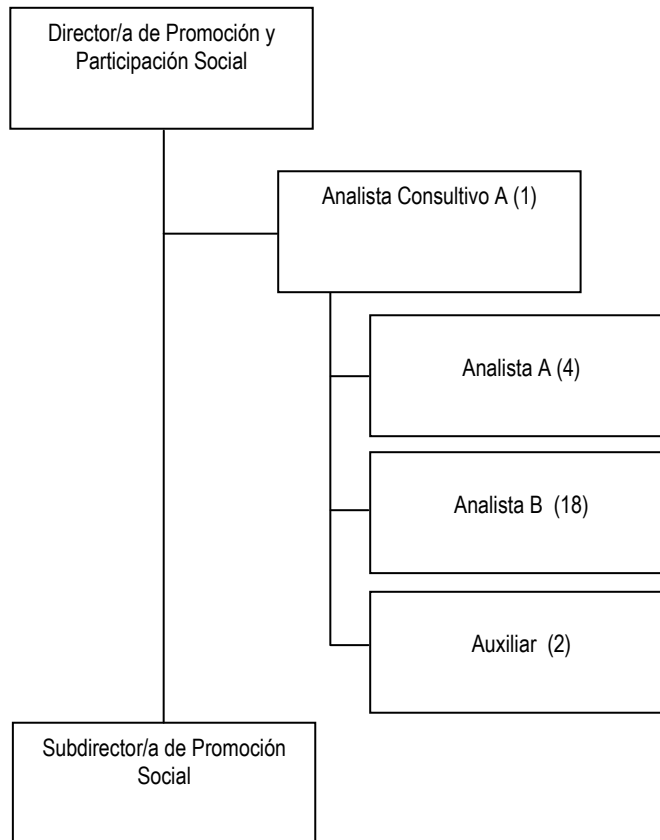 Director/a de Promoción y
Participación Social
Analista Consultivo A (1)
Analista A (4)
Analista B  (18)
Auxiliar  (2)
Subdirector/a de Promoción
Social